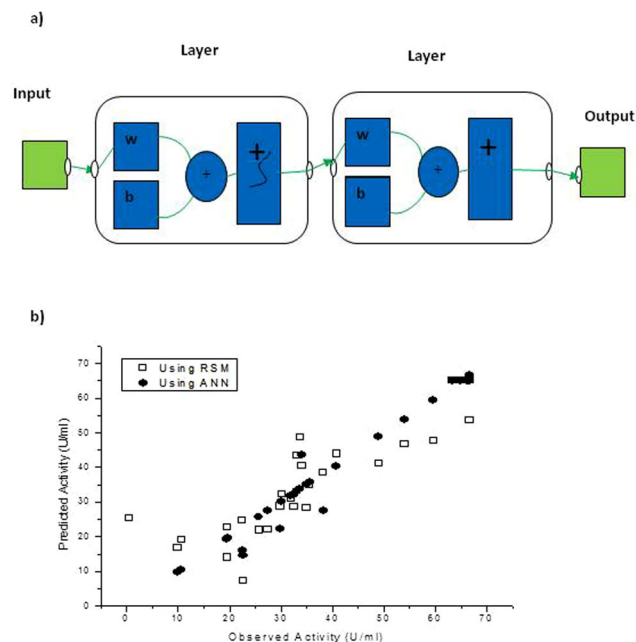 a)
Layer
Layer
Input
Output
w
b
+
+
w
b
+
+
b)
Using RSM
Using ANN
Predicted Activity (U/ml)
70
60
50
40
30
20
10
0
0 10 20 30 40 50 60 70
Observed Activity (U/ml)